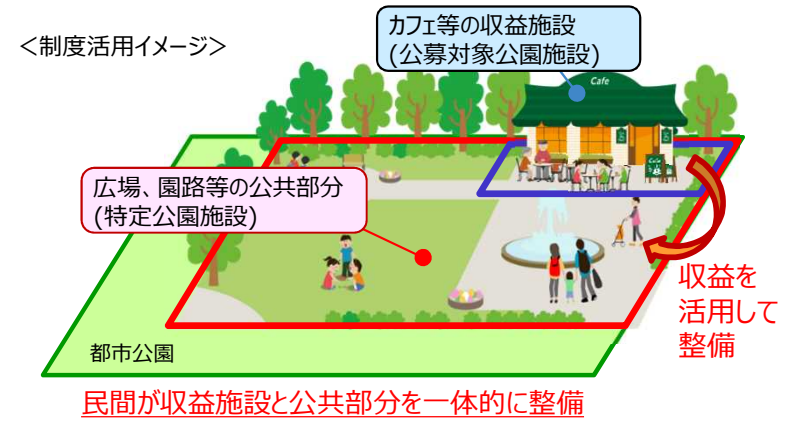 ＜制度活用イメージ＞
カフェ等の収益施設
(公募対象公園施設)
Cafe
広場、園路等の公共部分
(特定公園施設)
Cafe
収益を
活用して
整備
都市公園
民間が収益施設と公共部分を一体的に整備